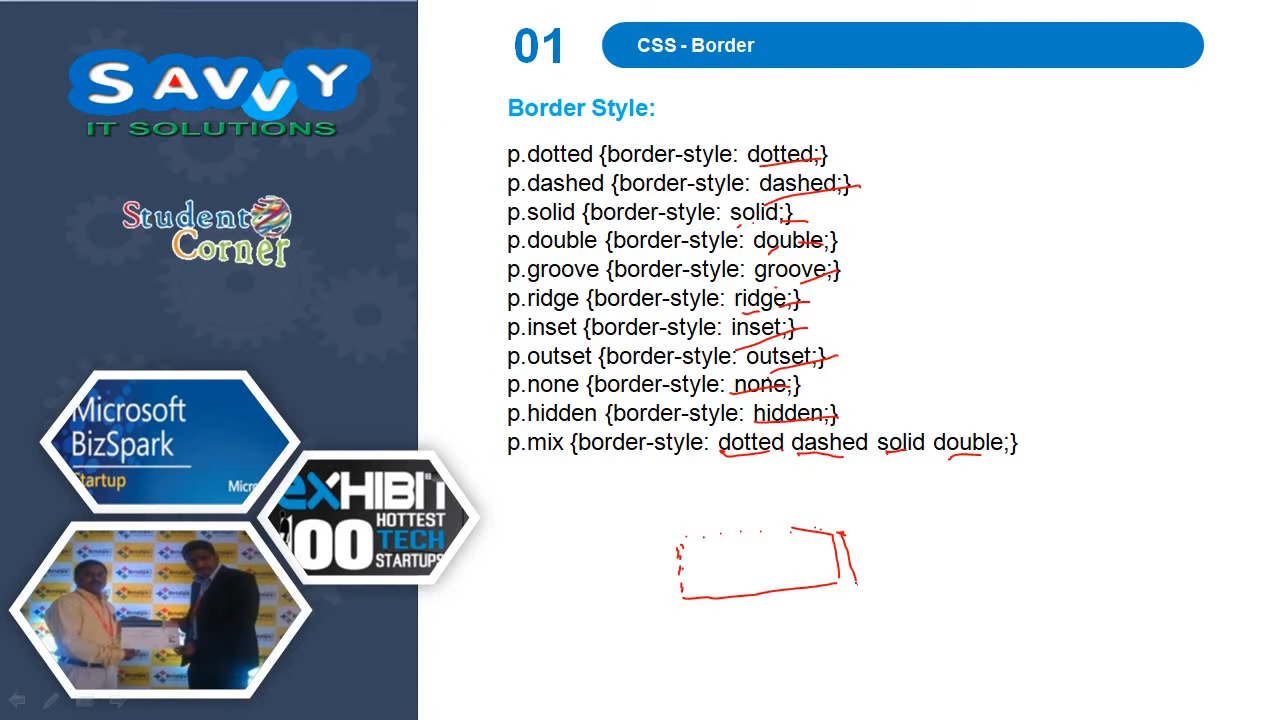 SAVVY
IT SOLUTIONS
Student
Corner
Microsoft
BizSpark
Startup
Micros
eXHIBIT
100 HOTTEST
TECH
STARTUPS
01
CSS - Border
Border Style:
p.dotted {border-style: dotted;}
p.dashed {border-style: dashed;}
p.solid {border-style: solid;}
p.double {border-style: double;}
p.groove {border-style: groove;}
p.ridge {border-style: ridge;}
p.inset {border-style: inset;}
p.outset {border-style: outset;}
p.none {border-style: none;}
p.hidden {border-style: hidden;}
p.mix {border-style: dotted dashed solid double;}